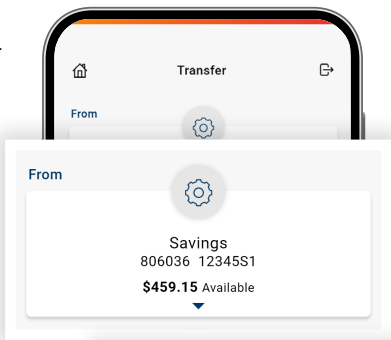 Transfer
From
From
Savings
806036 12345S1
$459.15 Available